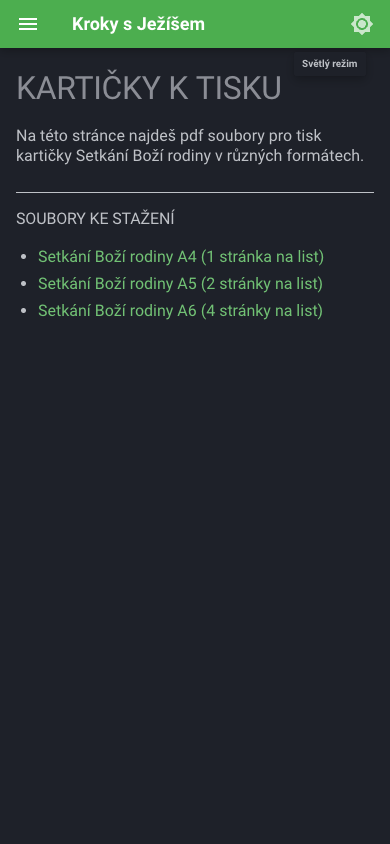 Kroky s Ježíšem
Světlý režim
KARTIČKY K TISKU
Na této stránce najdeš pdf soubory pro tisk
kartičky Setkání Boží rodiny v různých formátech.
SOUBORY KE STAŽENÍ
Setkání Boží rodiny A4 (1 stránka na list)
Setkání Boží rodiny A5 (2 stránky na list)
Setkání Boží rodiny A6 (4 stránky na list)